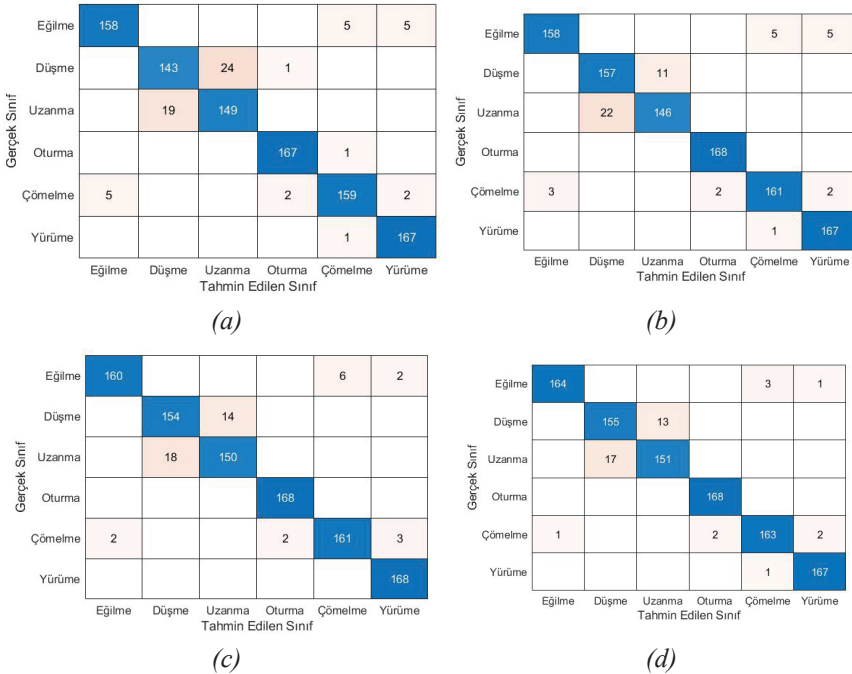 Gerçek Sınıf
Eğilme 158 5 5
Düşme 143 24 1
Uzanma 19 149
Oturma 167 1
Çömelme 5 2 159 2
Yürüme 1 167
Eğilme Düşme Uzanma Oturma Çömelme Yürüme
Tahmin Edilen Sınıf
(a)
Gerçek Sınıf
Eğilme 158 5 5
Düşme 157 11
Uzanma 22 146
Oturma 168
Çömelme 3 2 161 2
Yürüme 1 167
Eğilme Düşme Uzanma Oturma Çömelme Yürüme
Tahmin Edilen Sınıf
(b)
Gerçek Sınıf
Eğilme 160 6 2
Düşme 154 14
Uzanma 18 150
Oturma 168
Çömelme 2 2 161 3
Yürüme 168
Eğilme Düşme Uzanma Oturma Çömelme Yürüme
Tahmin Edilen Sınıf
(c)
Gerçek Sınıf
Eğilme 164 3 1
Düşme 155 13
Uzanma 17 151
Oturma 168
Çömelme 1 2 163 2
Yürüme 1 167
Eğilme Düşme Uzanma Oturma Çömelme Yürüme
Tahmin Edilen Sınıf
(d)